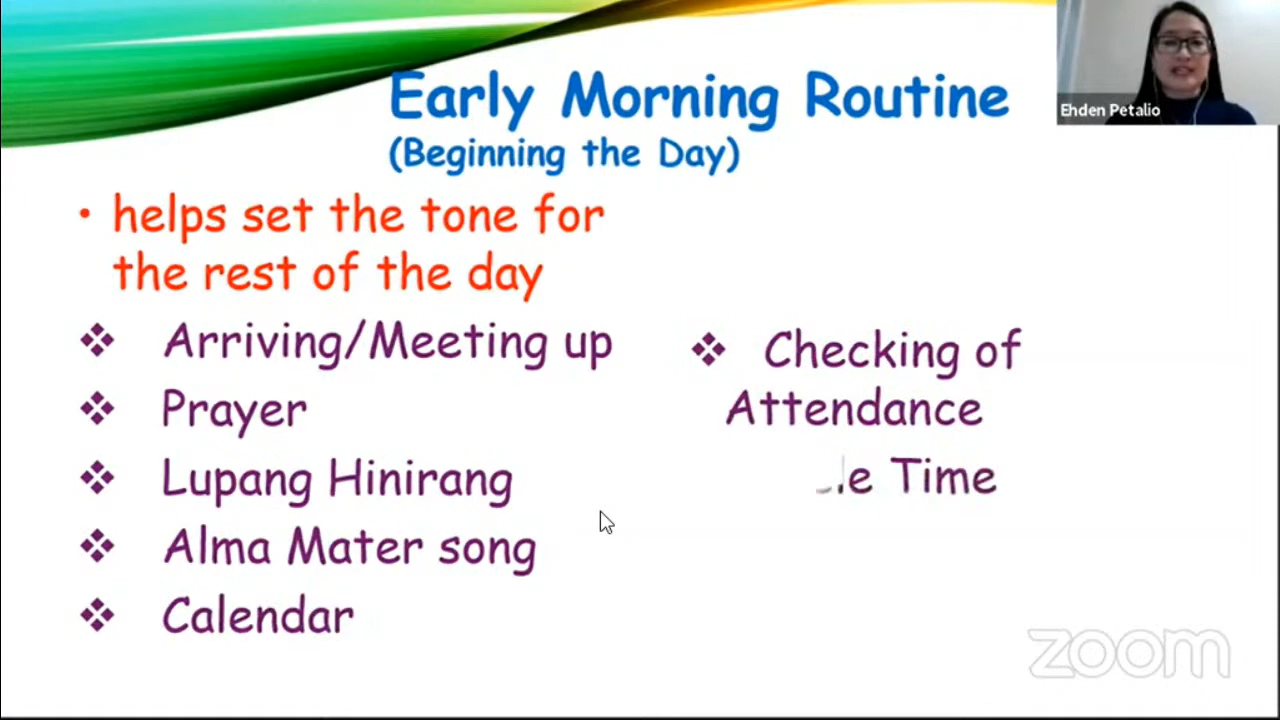 Early Morning Routine
(Beginning the Day)
Ehden Petalio
• helps set the tone for
the rest of the day
❖ Arriving/Meeting up
❖ Prayer
❖ Lupang Hinirang
❖ Alma Mater song
❖ Calendar
❖ Checking of
Attendance
Time
zoom